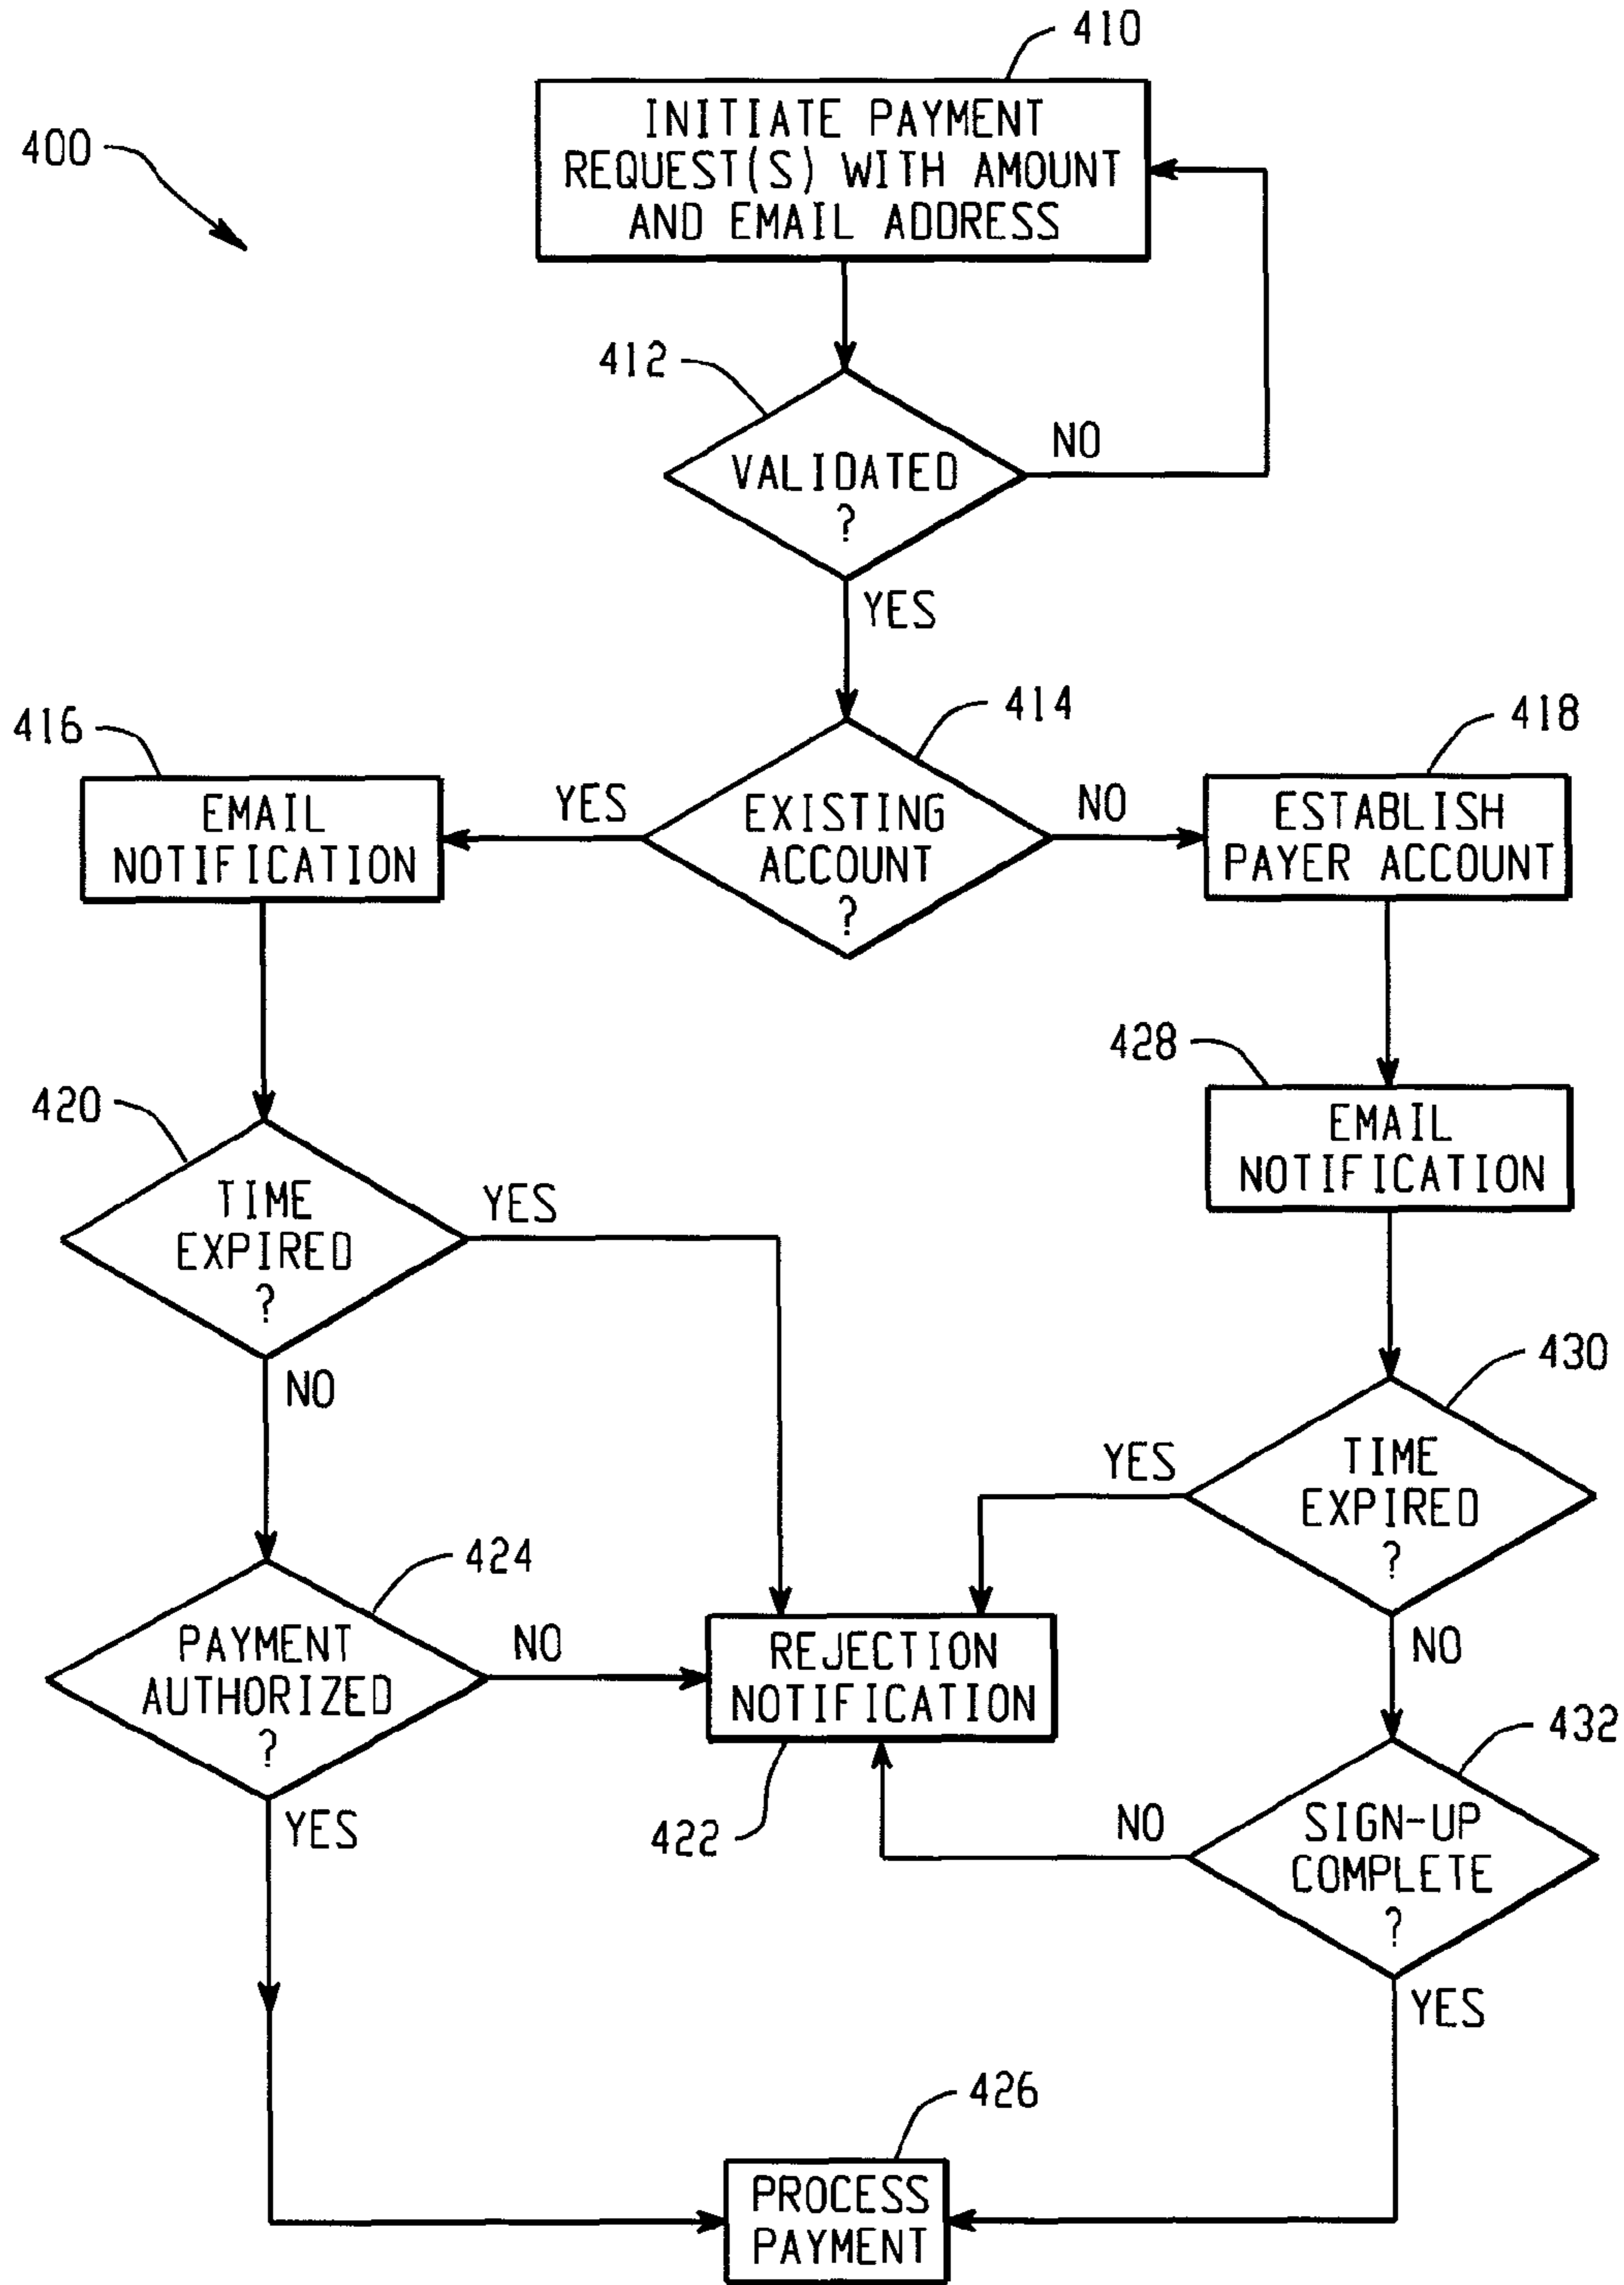 410
400
INITIATE PAYMENT
REQUEST(S) WITH AMOUNT
AND EMAIL ADDRESS
412
VALIDATED
?
NO
YES
414
416
418
EMAIL
NOTIFICATION
YES
EXISTING
ACCOUNT
?
NO
ESTABLISH
PAYER ACCOUNT
428
EMAIL
NOTIFICATION
420
TIME
EXPIRED
?
YES
NO
430
TIME
EXPIRED
?
YES
NO
424
PAYMENT
AUTHORIZED
?
NO
YES
REJECTION
NOTIFICATION
422
432
SIGN-UP
COMPLETE
?
NO
YES
426
PROCESS
PAYMENT